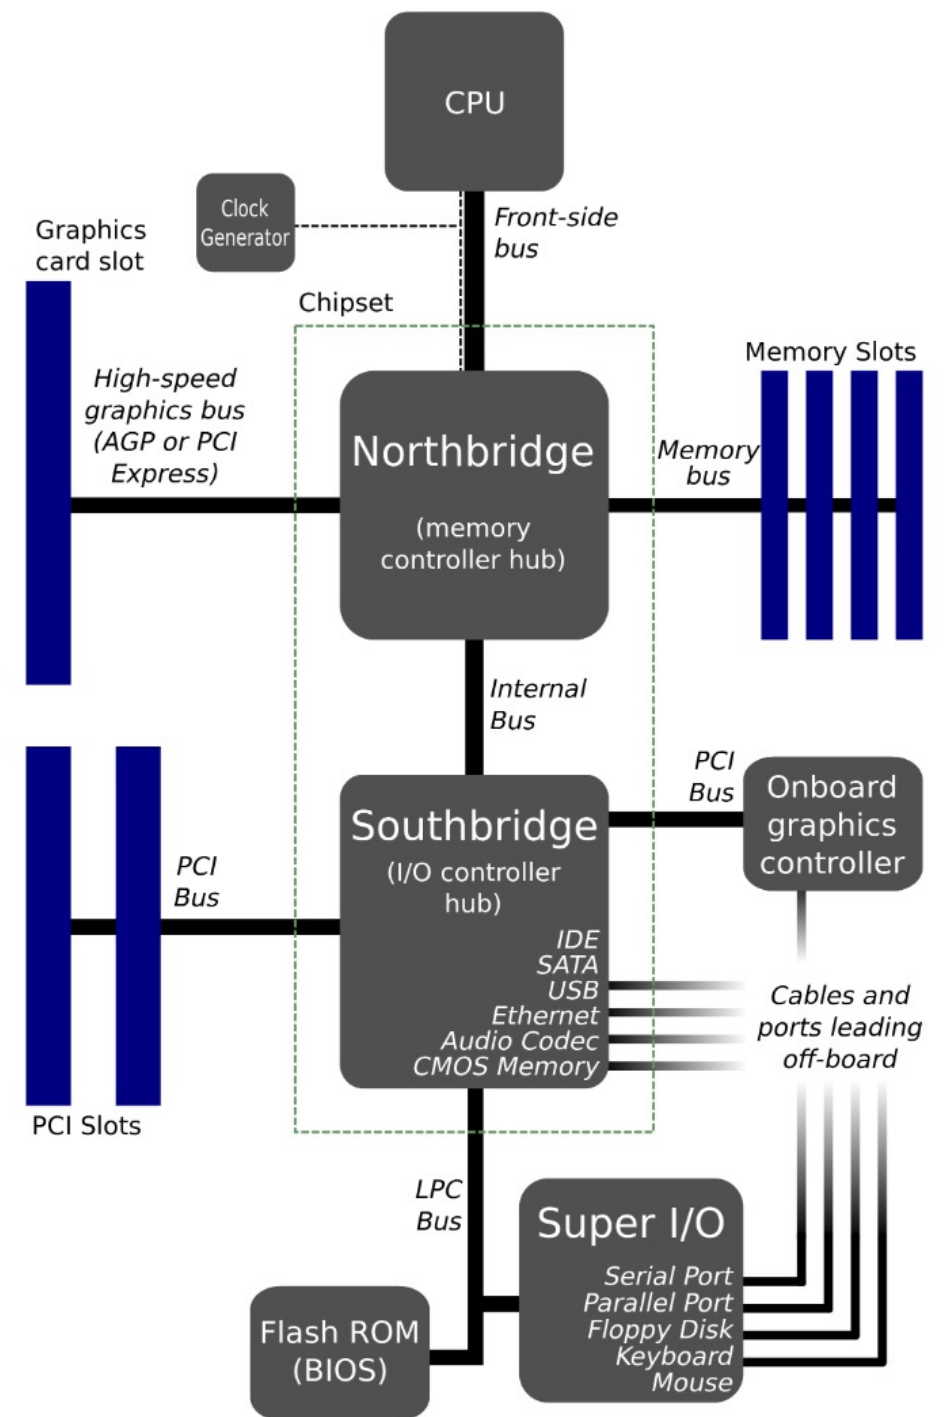 CPU
Clock
Generator
Front-side
bus
Graphics
card slot
Chipset
High-speed
graphics bus
(AGP or PCI
Express)
Northbridge
(memory
controller hub)
Memory Slots
Memory
bus
Internal
Bus
PCI
Bus
Onboard
graphics
controller
Southbridge
(I/O controller
hub)
IDE
SATA
USB
Ethernet
Audio Codec
CMOS Memory
PCI
Bus
PCI Slots
Cables and
ports leading
off-board
LPC
Bus
Super I/O
Serial Port
Parallel Port
Floppy Disk
Keyboard
Mouse
Flash ROM
(BIOS)